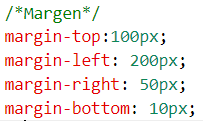 /*Margen*/
margin-top:100px;
margin-left: 200px;
margin-right: 50px;
margin-bottom: 10px;